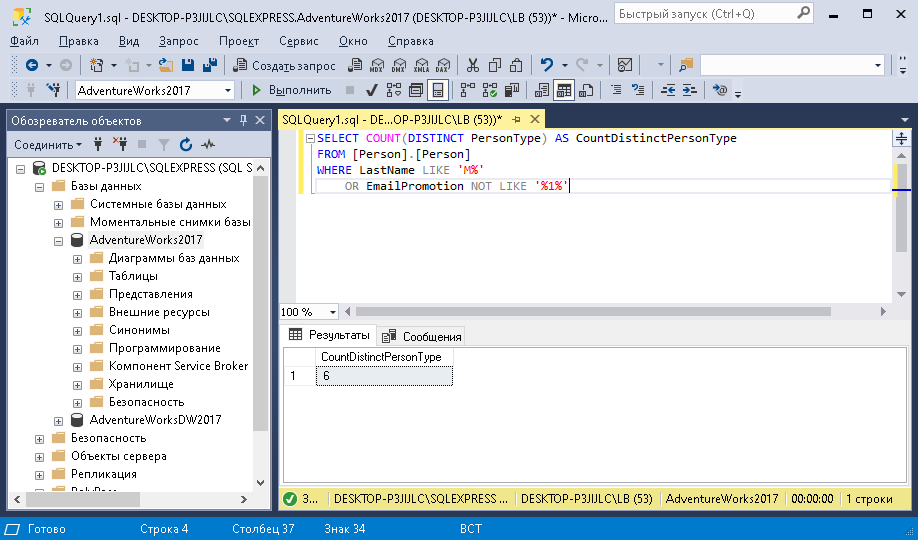 SQLQuery1.sql - DESKTOP-P3JIJLC\SQLEXPRESS.AdventureWorks2017 (DESKTOP-P3JIJLC\LB (53))* - Micro...
Быстрый запуск (Ctrl+Q)
Файл Правка Вид Запрос Проект Сервис Окно Справка
Создать запрос MDX DMX XMLA DAX
AdventureWorks2017 Выполнить
Обозреватель объектов
Соединить
DESKTOP-P3JIJLC\SQLEXPRESS (SQL S
Базы данных
Системные базы данных
Моментальные снимки базы
AdventureWorks2017
Диаграммы баз данных
Таблицы
Представления
Внешние ресурсы
Синонимы
Программирование
Компонент Service Broker
Хранилище
Безопасность
AdventureWorksDW2017
Безопасность
Объекты сервера
Репликация
PolyBase
SQLQuery1.sql - DE...OP-P3JIJLC\LB (53))*
SELECT COUNT(DISTINCT PersonType) AS CountDistinctPersonType
FROM [Person].[Person]
WHERE LastName LIKE 'M%'
OR EmailPromotion NOT LIKE '%1%'
100 %
Результаты Сообщения
CountDistinctPersonType
1 6
З... DESKTOP-P3JIJLC\SQLEXPRESS ... DESKTOP-P3JIJLC\LB (53) AdventureWorks2017 00:00:00 1 строки
Готово Строка 4 Столбец 37 Знак 34 ВСТ